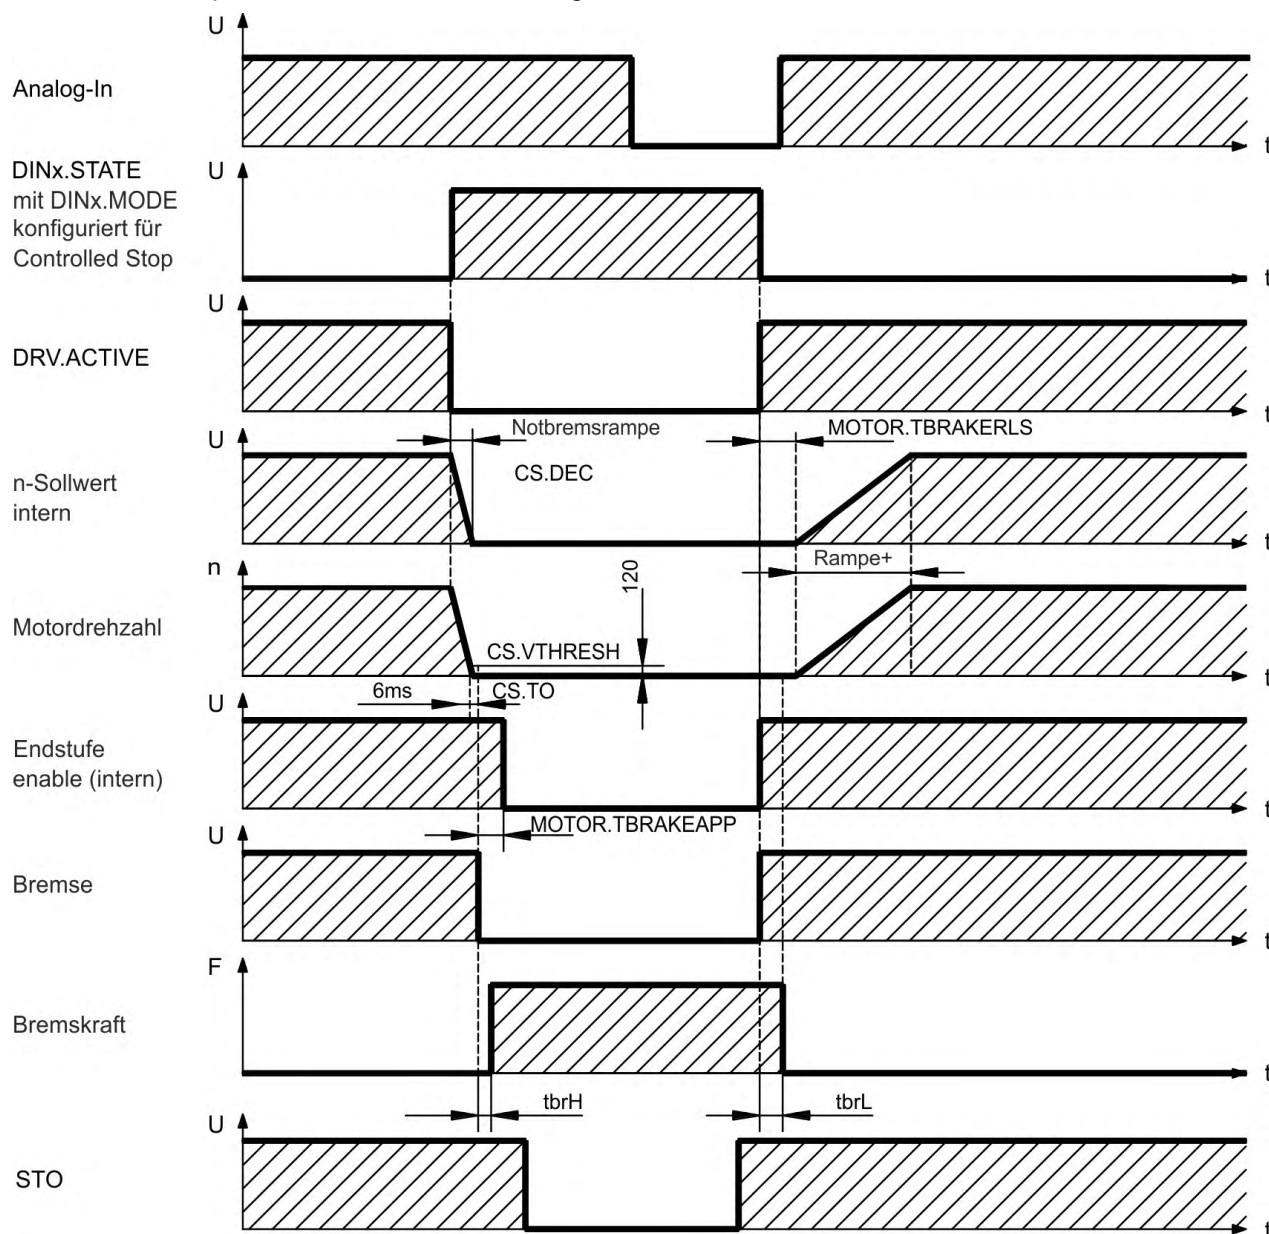 U
Analog-In
t
DINx.STATE
U
mit DINx.MODE
konfiguriert für
Controlled Stop
t
U
DRV.ACTIVE
t
U
Notbremsrampe
MOTOR.TBRAKERLS
CS.DEC
n-Sollwert
intern
t
n
Rampe+
120
Motordrehzahl
CS.VTHRESH
t
6ms
CS.TO
U
Endstufe
enable (intern)
t
MOTOR.TBRAKEAPP
U
Bremse
t
F
Bremskraft
t
tbrH
tbrL
U
STO
t